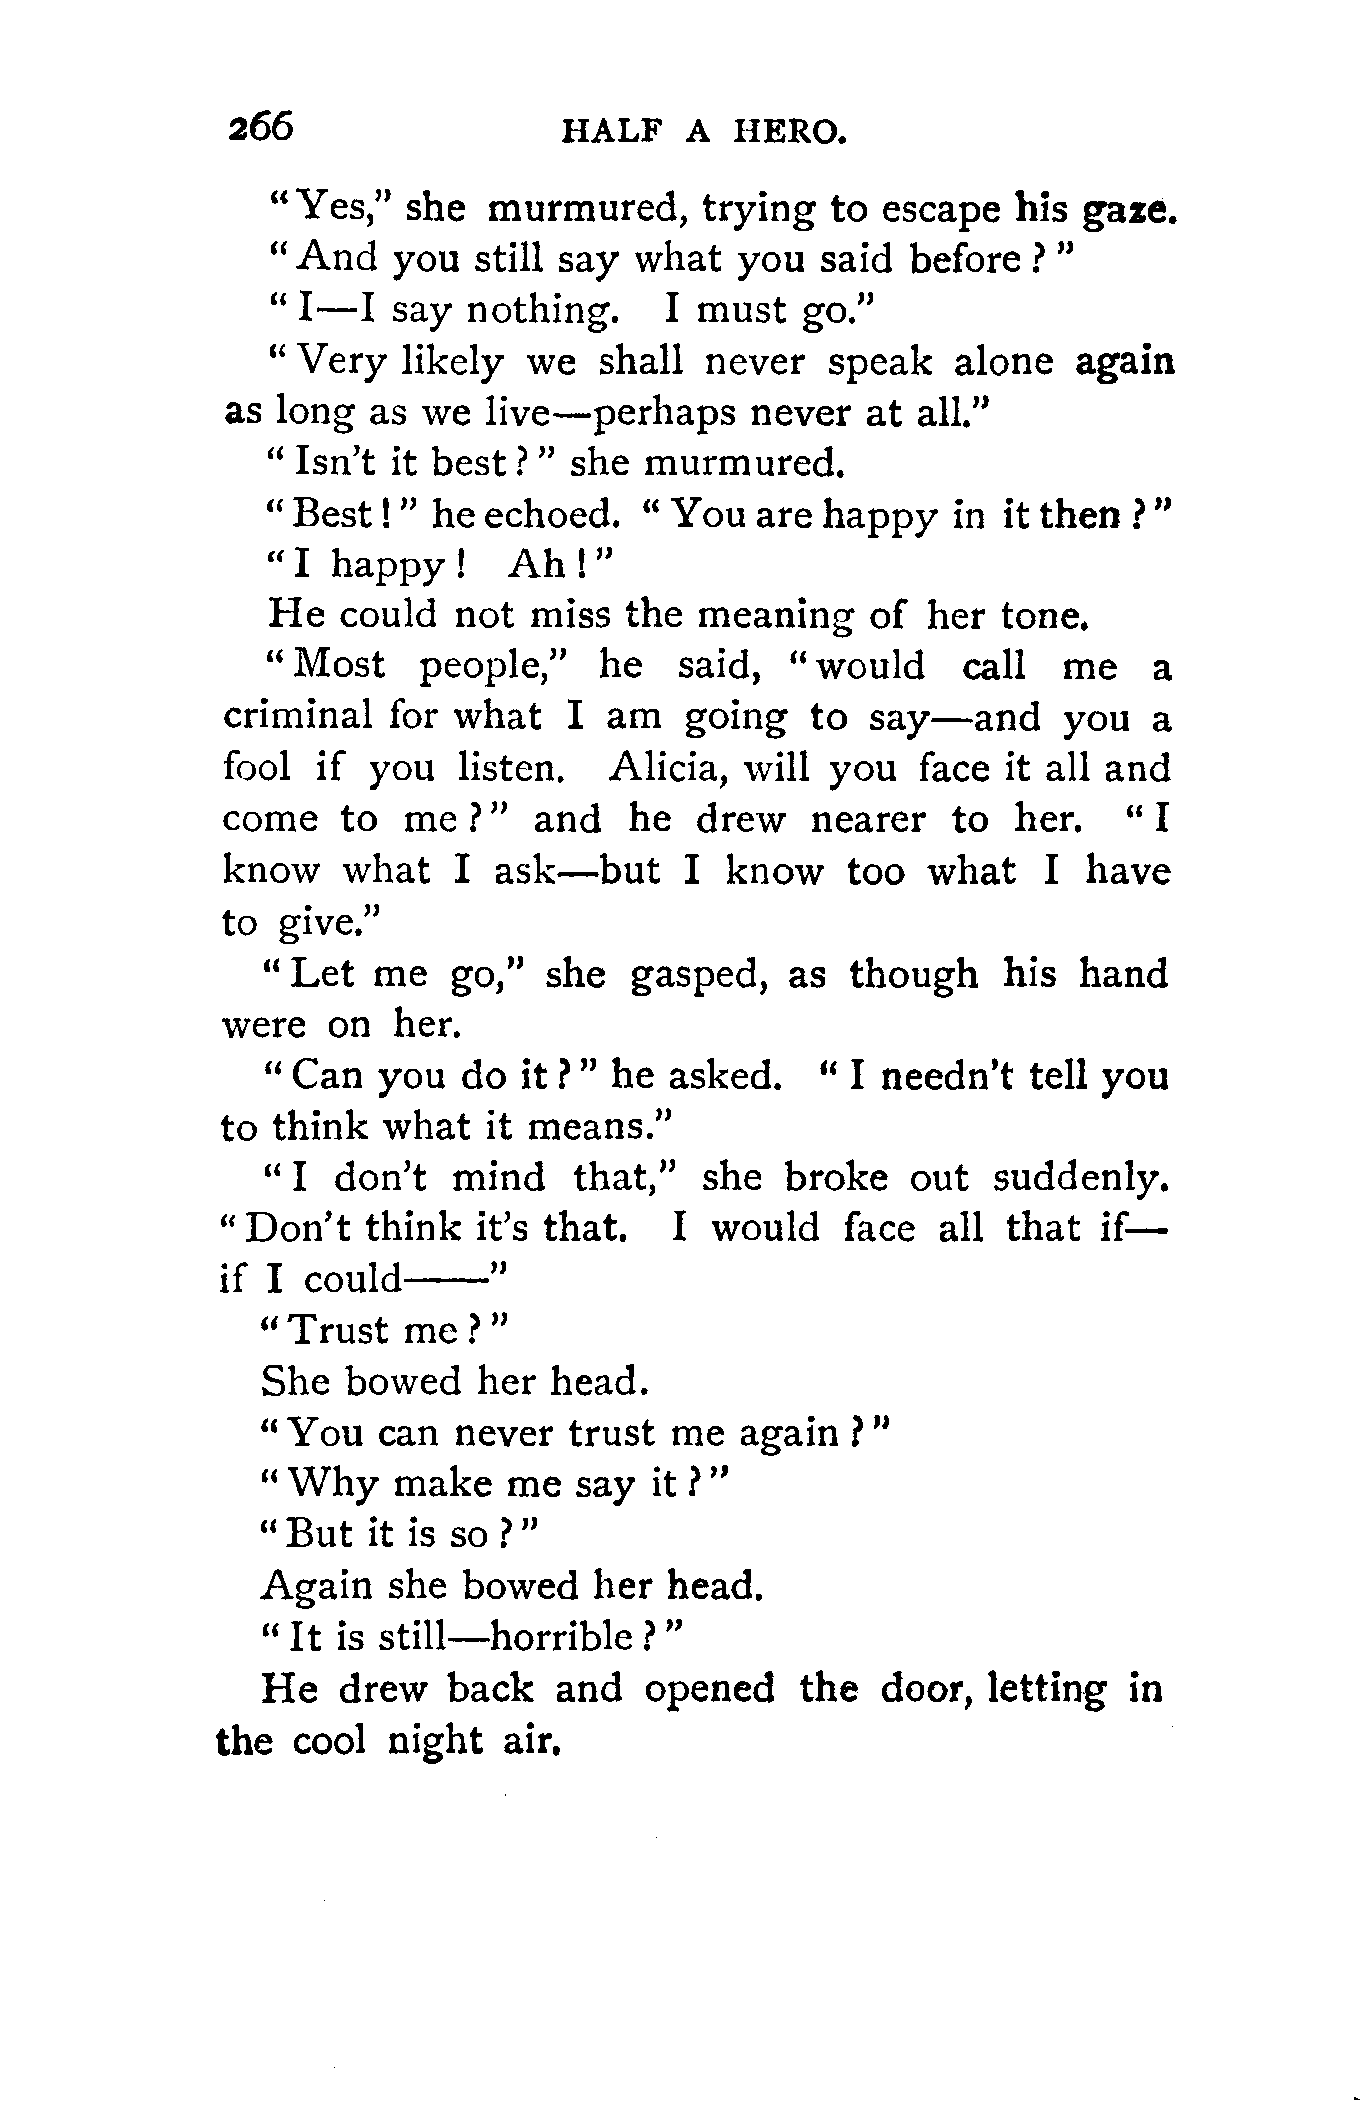 266 HALF A HERO.
"Yes," she murmured, trying to escape his gaze.
"And you still say what you said before?"
"I—I say nothing. I must go."
"Very likely we shall never speak alone again
as long as we live—perhaps never at all."
"Isn't it best?" she murmured.
"Best!" he echoed. "You are happy in it then?"
"I happy! Ah!"
He could not miss the meaning of her tone.
"Most people," he said, "would call me a
criminal for what I am going to say—and you a
fool if you listen. Alicia, will you face it all and
come to me?" and he drew nearer to her. "I
know what I ask—but I know too what I have
to give."
"Let me go," she gasped, as though his hand
were on her.
"Can you do it?" he asked. "I needn't tell you
to think what it means."
"I don't mind that," she broke out suddenly.
"Don't think it's that. I would face all that if—
if I could——"
"Trust me?"
She bowed her head.
"You can never trust me again?"
"Why make me say it?"
"But it is so?"
Again she bowed her head.
"It is still—horrible?"
He drew back and opened the door, letting in
the cool night air.